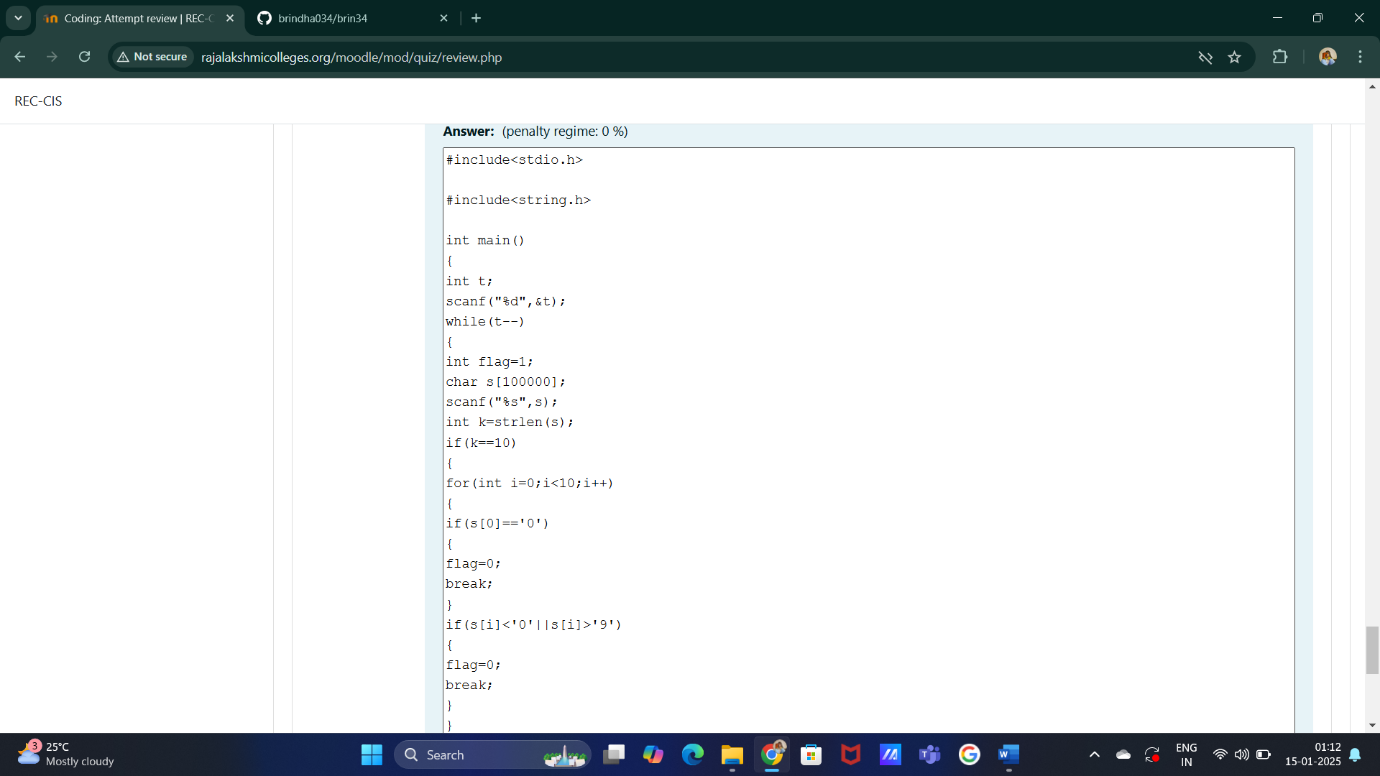 Coding: Attempt review | REC-C
brindha034/brin34
Not secure
rajalakshmicolleges.org/moodle/mod/quiz/review.php
REC-CIS
Answer: (penalty regime: 0 %)
#include<stdio.h>
#include<string.h>
int main()
{
int t;
scanf("%d",&t);
while(t--)
{
int flag=1;
char s[100000];
scanf("%s",s);
int k=strlen(s);
if(k==10)
{
for(int i=0;i<10;i++)
{
if(s[0]=='0')
{
flag=0;
break;
}
if(s[i]<'0'||s[i]>'9')
{
flag=0;
break;
}
}
3
25°C
Mostly cloudy
Search
ENG
IN
01:12
15-01-2025